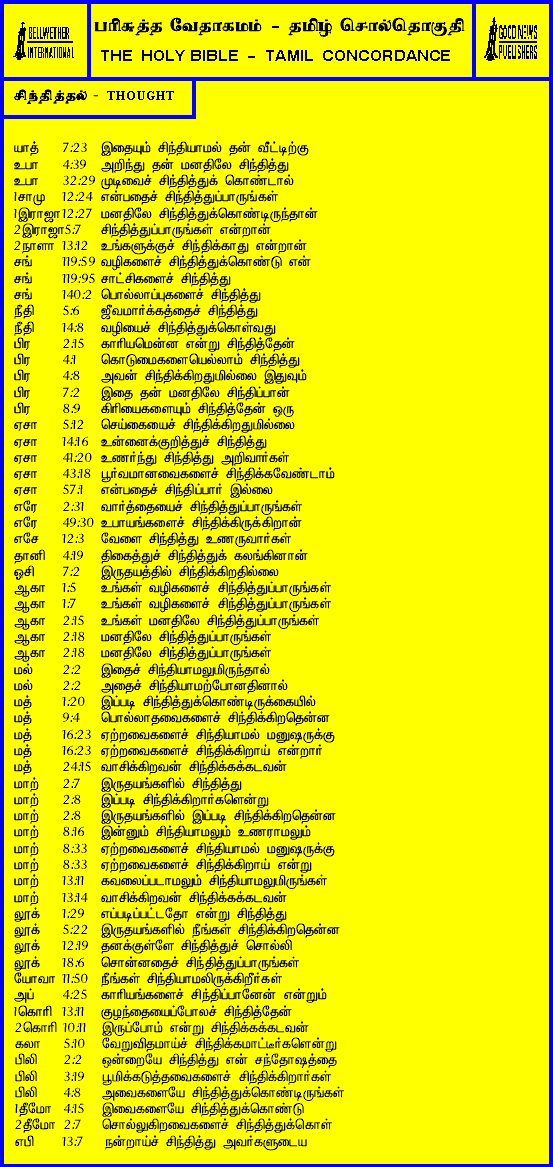 BELLWETHER
INTERNATIONAL
பரிசுத்த வேதாகமம் - தமிழ் சொல்தொகுதி
THE HOLY BIBLE - TAMIL CONCORDANCE
GOOD NEWS
PUBLISHERS
சிந்தித்தல் - THOUGHT
யாத் 7:23 இதையும் சிந்தியாமல் தன் வீட்டிற்கு
உபா 4:39 அறிந்து தன் மனதிலே சிந்தித்து
உபா 32:29 முடிவைச் சிந்தித்துக் கொண்டால்
1சாமு 12:24 என்பதைச் சிந்தித்துப்பாருங்கள்
1இராஜா 12:27 மனதிலே சிந்தித்துக்கொண்டிருந்தான்
2இராஜா 5:7 சிந்தித்துப்பாருங்கள் என்றான்
2நாளா 13:12 உங்களுக்குச் சிந்திக்காது என்றான்
சங் 119:59 வழிகளைச் சிந்தித்துக்கொண்டு என்
சங் 119:95 சாட்சிகளைச் சிந்தித்து
சங் 140:2 பொல்லாப்புகளைச் சிந்தித்து
நீதி 5:6 ஜீவமார்க்கத்தைச் சிந்தித்து
நீதி 14:8 வழியைச் சிந்தித்துக்கொள்வது
பிர 2:15 காரியமென்ன என்று சிந்தித்தேன்
பிர 4:1 கொடுமைகளையெல்லாம் சிந்தித்து
பிர 4:8 அவன் சிந்திக்கிறதுமில்லை இதுவும்
பிர 7:2 இதை தன் மனதிலே சிந்திப்பான்
பிர 8:9 கிரியைகளையும் சிந்தித்தேன் ஒரு
ஏசா 5:12 செய்கையைச் சிந்திக்கிறதுமில்லை
ஏசா 14:16 உன்னைக்குறித்துச் சிந்தித்து
ஏசா 41:20 உணர்ந்து சிந்தித்து அறிவார்கள்
ஏசா 43:18 பூர்வமானவைகளைச் சிந்திக்கவேண்டாம்
ஏசா 57:1 என்பதைச் சிந்திப்பார் இல்லை
எரே 2:31 வார்த்தையைச் சிந்தித்துப்பாருங்கள்
எரே 49:30 உபாயங்களைச் சிந்திக்கிருக்கிறான்
எசே 12:3 வேளை சிந்தித்து உணருவார்கள்
தானி 4:19 திகைத்துச் சிந்தித்துக் கலங்கினான்
ஓசி 7:2 இருதயத்தில் சிந்திக்கிறதில்லை
ஆகா 1:5 உங்கள் வழிகளைச் சிந்தித்துப்பாருங்கள்
ஆகா 1:7 உங்கள் வழிகளைச் சிந்தித்துப்பாருங்கள்
ஆகா 2:15 உங்கள் மனதிலே சிந்தித்துப்பாருங்கள்
ஆகா 2:18 மனதிலே சிந்தித்துப்பாருங்கள்
ஆகா 2:18 மனதிலே சிந்தித்துப்பாருங்கள்
மல் 2:2 இதைச் சிந்தியாமலுமிருந்தால்
மல் 2:2 அதைச் சிந்தியாமற்போனதினால்
மத் 1:20 இப்படி சிந்தித்துக்கொண்டிருக்கையில்
மத் 9:4 பொல்லாதவைகளைச் சிந்திக்கிறதென்ன
மத் 16:23 ஏற்றவைகளைச் சிந்தியாமல் மனுஷருக்கு
மத் 16:23 ஏற்றவைகளைச் சிந்திக்கிறாய் என்றார்
மத் 24:15 வாசிக்கிறவன் சிந்திக்கக்கடவன்
மாற் 2:7 இருதயங்களில் சிந்தித்து
மாற் 2:8 இப்படி சிந்திக்கிறார்களென்று
மாற் 2:8 இருதயங்களில் இப்படி சிந்திக்கிறதென்ன
மாற் 8:16 இன்னும் சிந்தியாமலும் உணராமலும்
மாற் 8:33 ஏற்றவைகளைச் சிந்தியாமல் மனுஷருக்கு
மாற் 8:33 ஏற்றவைகளைச் சிந்திக்கிறாய் என்று
மாற் 13:11 கவலைப்படாமலும் சிந்தியாமலுமிருங்கள்
மாற் 13:14 வாசிக்கிறவன் சிந்திக்கக்கடவன்
லூக் 1:29 எப்படிப்பட்டதோ என்று சிந்தித்து
லூக் 5:22 இருதயங்களில் நீங்கள் சிந்திக்கிறதென்ன
லூக் 12:19 தனக்குள்ளே சிந்தித்துச் சொல்லி
லூக் 18:6 சொன்னதைச் சிந்தித்துப்பாருங்கள்
யோவா 11:50 நீங்கள் சிந்தியாமலிருக்கிறீர்கள்
அப் 4:25 காரியங்களைச் சிந்திப்பானேன் என்றும்
1கொரி 13:11 குழந்தையைப்போலச் சிந்தித்தேன்
2கொரி 10:11 இருப்போம் என்று சிந்திக்கக்கடவன்
கலா 5:10 வேறுவிதமாய்ச் சிந்திக்கமாட்டீர்களென்று
பிலி 2:2 ஒன்றையே சிந்தித்து என் சந்தோஷத்தை
பிலி 3:19 பூமிக்கடுத்தவைகளைச் சிந்திக்கிறார்கள்
பிலி 4:8 அவைகளையே சிந்தித்துக்கொண்டிருங்கள்
1தீமோ 4:15 இவைகளையே சிந்தித்துக்கொண்டு
2தீமோ 2:7 சொல்லுகிறவைகளைச் சிந்தித்துக்கொள்
எபி 13:7 நன்றாய்ச் சிந்தித்து அவர்களுடைய